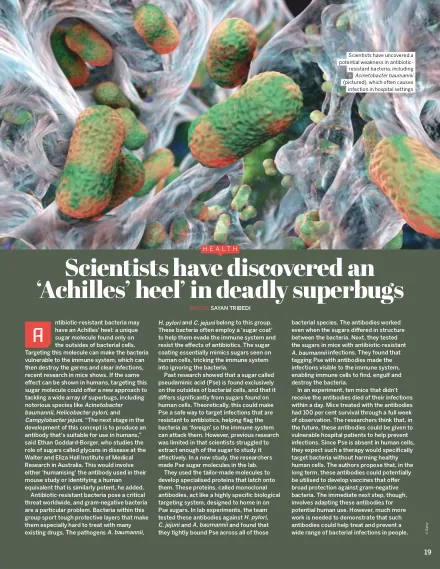 Scientists have uncovered a
potential weakness in antibiotic-
resistant bacteria, including
Acinetobacter baumannii
(pictured), which often causes
infection in hospital settings
HEALTH
Scientists have discovered an
‘Achilles’ heel’ in deadly superbugs
SAYAN TRIBEDI
Antibiotic-resistant bacteria may
have an ‘Achilles’ heel’: a unique
sugar molecule found only on
the outsides of bacterial cells.
Targeting this molecule can make the
bacteria vulnerable to the immune system, which can
then destroy the germs and clear infections,
recent research in mice shows. If the same
effect can be shown in humans, targeting this
sugar molecule could offer a new approach to
tackling a wide array of superbugs, including
notorious species like Acinetobacter
baumannii, Helicobacter pylori, and
Campylobacter jejuni. “The next stage in the
development of this concept is to produce an
antibody that’s suitable for use in humans,”
said Ethan Goddard-Borger, who studies the
role of sugars called glycans in disease at the
Walter and Eliza Hall Institute of Medical
Research in Australia. This would involve
either ‘humanising’ the antibody used in their
mouse study or identifying a human
equivalent that is similarly potent, he added.
Antibiotic-resistant bacteria pose a critical
threat worldwide, and gram-negative bacteria
are a particular problem. Bacteria within this
group sport tough protective layers that make
them especially hard to treat with many
existing drugs. The pathogens A. baumannii,
H. pylori and C. jejuni belong to this group.
These bacteria often employ a ‘sugar coat’
to help them evade the immune system and
resist the effects of antibiotics. The sugar
coating essentially mimics sugars seen on
human cells, tricking the immune system
into ignoring the bacteria.
Past research showed that a sugar called
pseudaminic acid (Pse) is found exclusively
on the outsides of bacterial cells, and that it
differs significantly from sugars found on
human cells. Theoretically, this could make
Pse a safe way to target infections that are
resistant to antibiotics, helping flag the
bacteria as ‘foreign’ so the immune system
can attack them. However, previous research
was limited in that scientists struggled to
extract enough of the sugar to study it
effectively. In a new study, the researchers
made Pse sugar molecules in the lab.
They used the tailor-made molecules to
develop specialised proteins that latch onto
them. These proteins, called monoclonal
antibodies, act like a highly specific biological
targeting system, designed to home in on
Pse sugars. In lab experiments, the team
tested these antibodies against H. pylori,
C. jejuni and A. baumannii and found that
they tightly bound Pse across all of those
bacterial species. The antibodies worked
even when the sugars differed in structure
between the bacteria. Next, they tested
the sugars in mice with antibiotic-resistant
A. baumannii infections. They found that
tagging Pse with antibodies made the
infections visible to the immune system,
enabling immune cells to find, engulf and
destroy the bacteria.
In an experiment, ten mice that didn’t
receive the antibodies died of their infections
within a day. Mice treated with the antibodies
had 100 per cent survival through a full week
of observation. The researchers think that, in
the future, these antibodies could be given to
vulnerable hospital patients to help prevent
infections. Since Pse is absent in human cells,
they expect such a therapy would specifically
target bacteria without harming healthy
human cells. The authors propose that, in the
long term, these antibodies could potentially
be utilised to develop vaccines that offer
broad protection against gram-negative
bacteria. The immediate next step, though,
involves adapting these antibodies for
potential human use. However, much more
work is needed to demonstrate that such
antibodies could help treat and prevent a
wide range of bacterial infections in people.
19